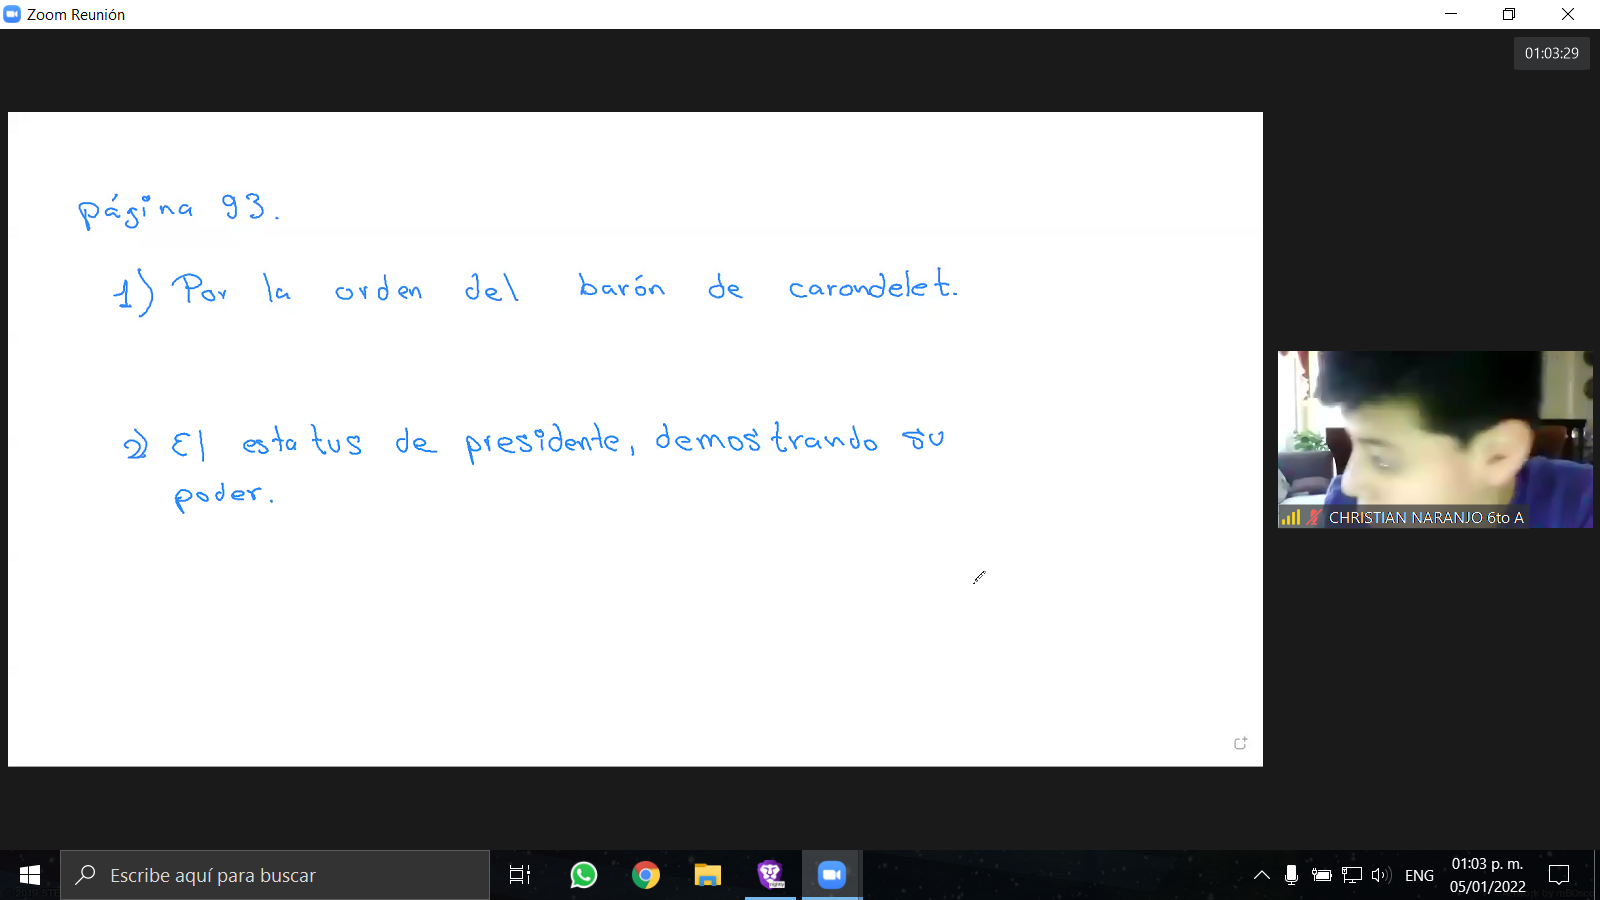 Zoom Reunión
01:03:29
página 93.
1) Por la orden del barón de carondelet.
2) El estatus de presidente, demostrando su
poder.
CHRISTIAN NARANJO 6to A
Escribe aquí para buscar
ENG
01:03 p. m.
05/01/2022